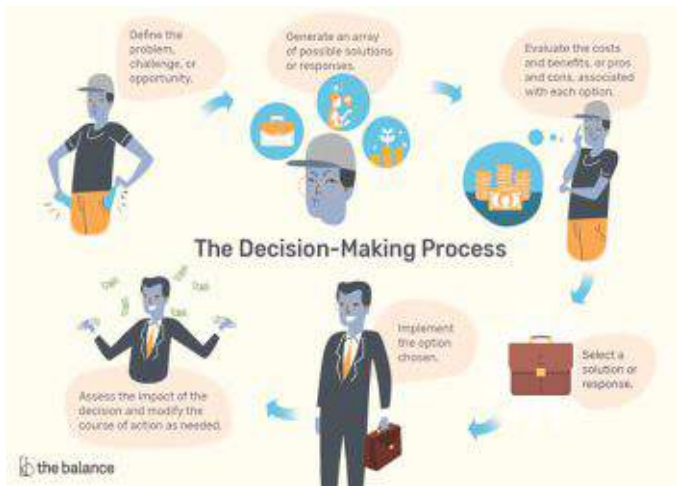 Define the
problem,
challenge, or
opportunity.
Generate an array
of possible solutions
or responses.
Evaluate the costs
and benefits, or pros
and cons, associated
with each option.
The Decision-Making Process
Select a
solution or
response.
Implement
the option
chosen.
Assess the impact of the
decision and modify the
course of action as needed.
the balance